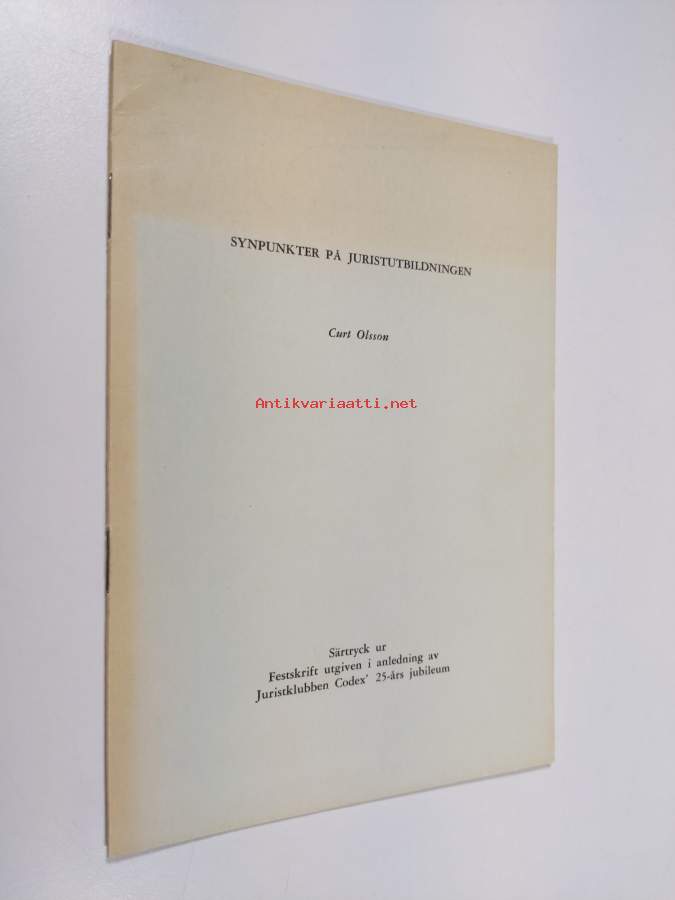 SYNPUNKTER PÅ JURISTUTBILDNINGEN
Curt Olsson
Antikvariaatti.net
Särtryck ur
Festskrift utgiven i anledning av
Juristklubben Codex' 25-års jubileum